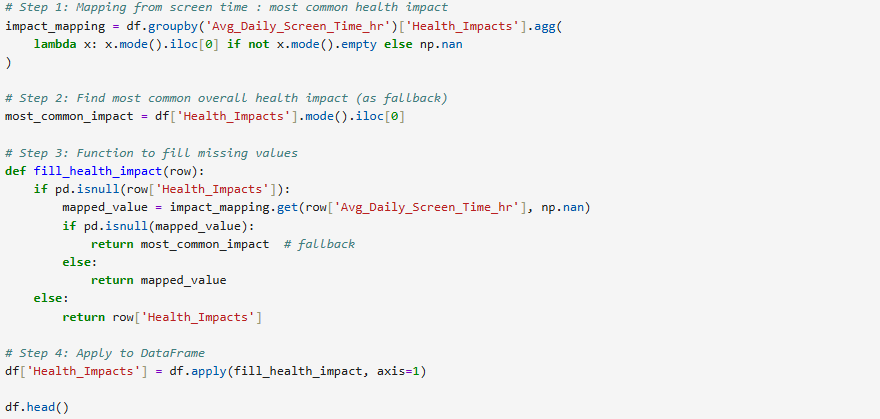 # Step 1: Mapping from screen time : most common health impact
impact_mapping = df.groupby('Avg_Daily_Screen_Time_hr')['Health_Impacts'].agg(
    lambda x: x.mode().iloc[0] if not x.mode().empty else np.nan
)
# Step 2: Find most common overall health impact (as fallback)
most_common_impact = df['Health_Impacts'].mode().iloc[0]
# Step 3: Function to fill missing values
def fill_health_impact(row):
    if pd.isnull(row['Health_Impacts']):
        mapped_value = impact_mapping.get(row['Avg_Daily_Screen_Time_hr'], np.nan)
        if pd.isnull(mapped_value):
            return most_common_impact  # fallback
        else:
            return mapped_value
    else:
        return row['Health_Impacts']
# Step 4: Apply to DataFrame
df['Health_Impacts'] = df.apply(fill_health_impact, axis=1)
df.head()